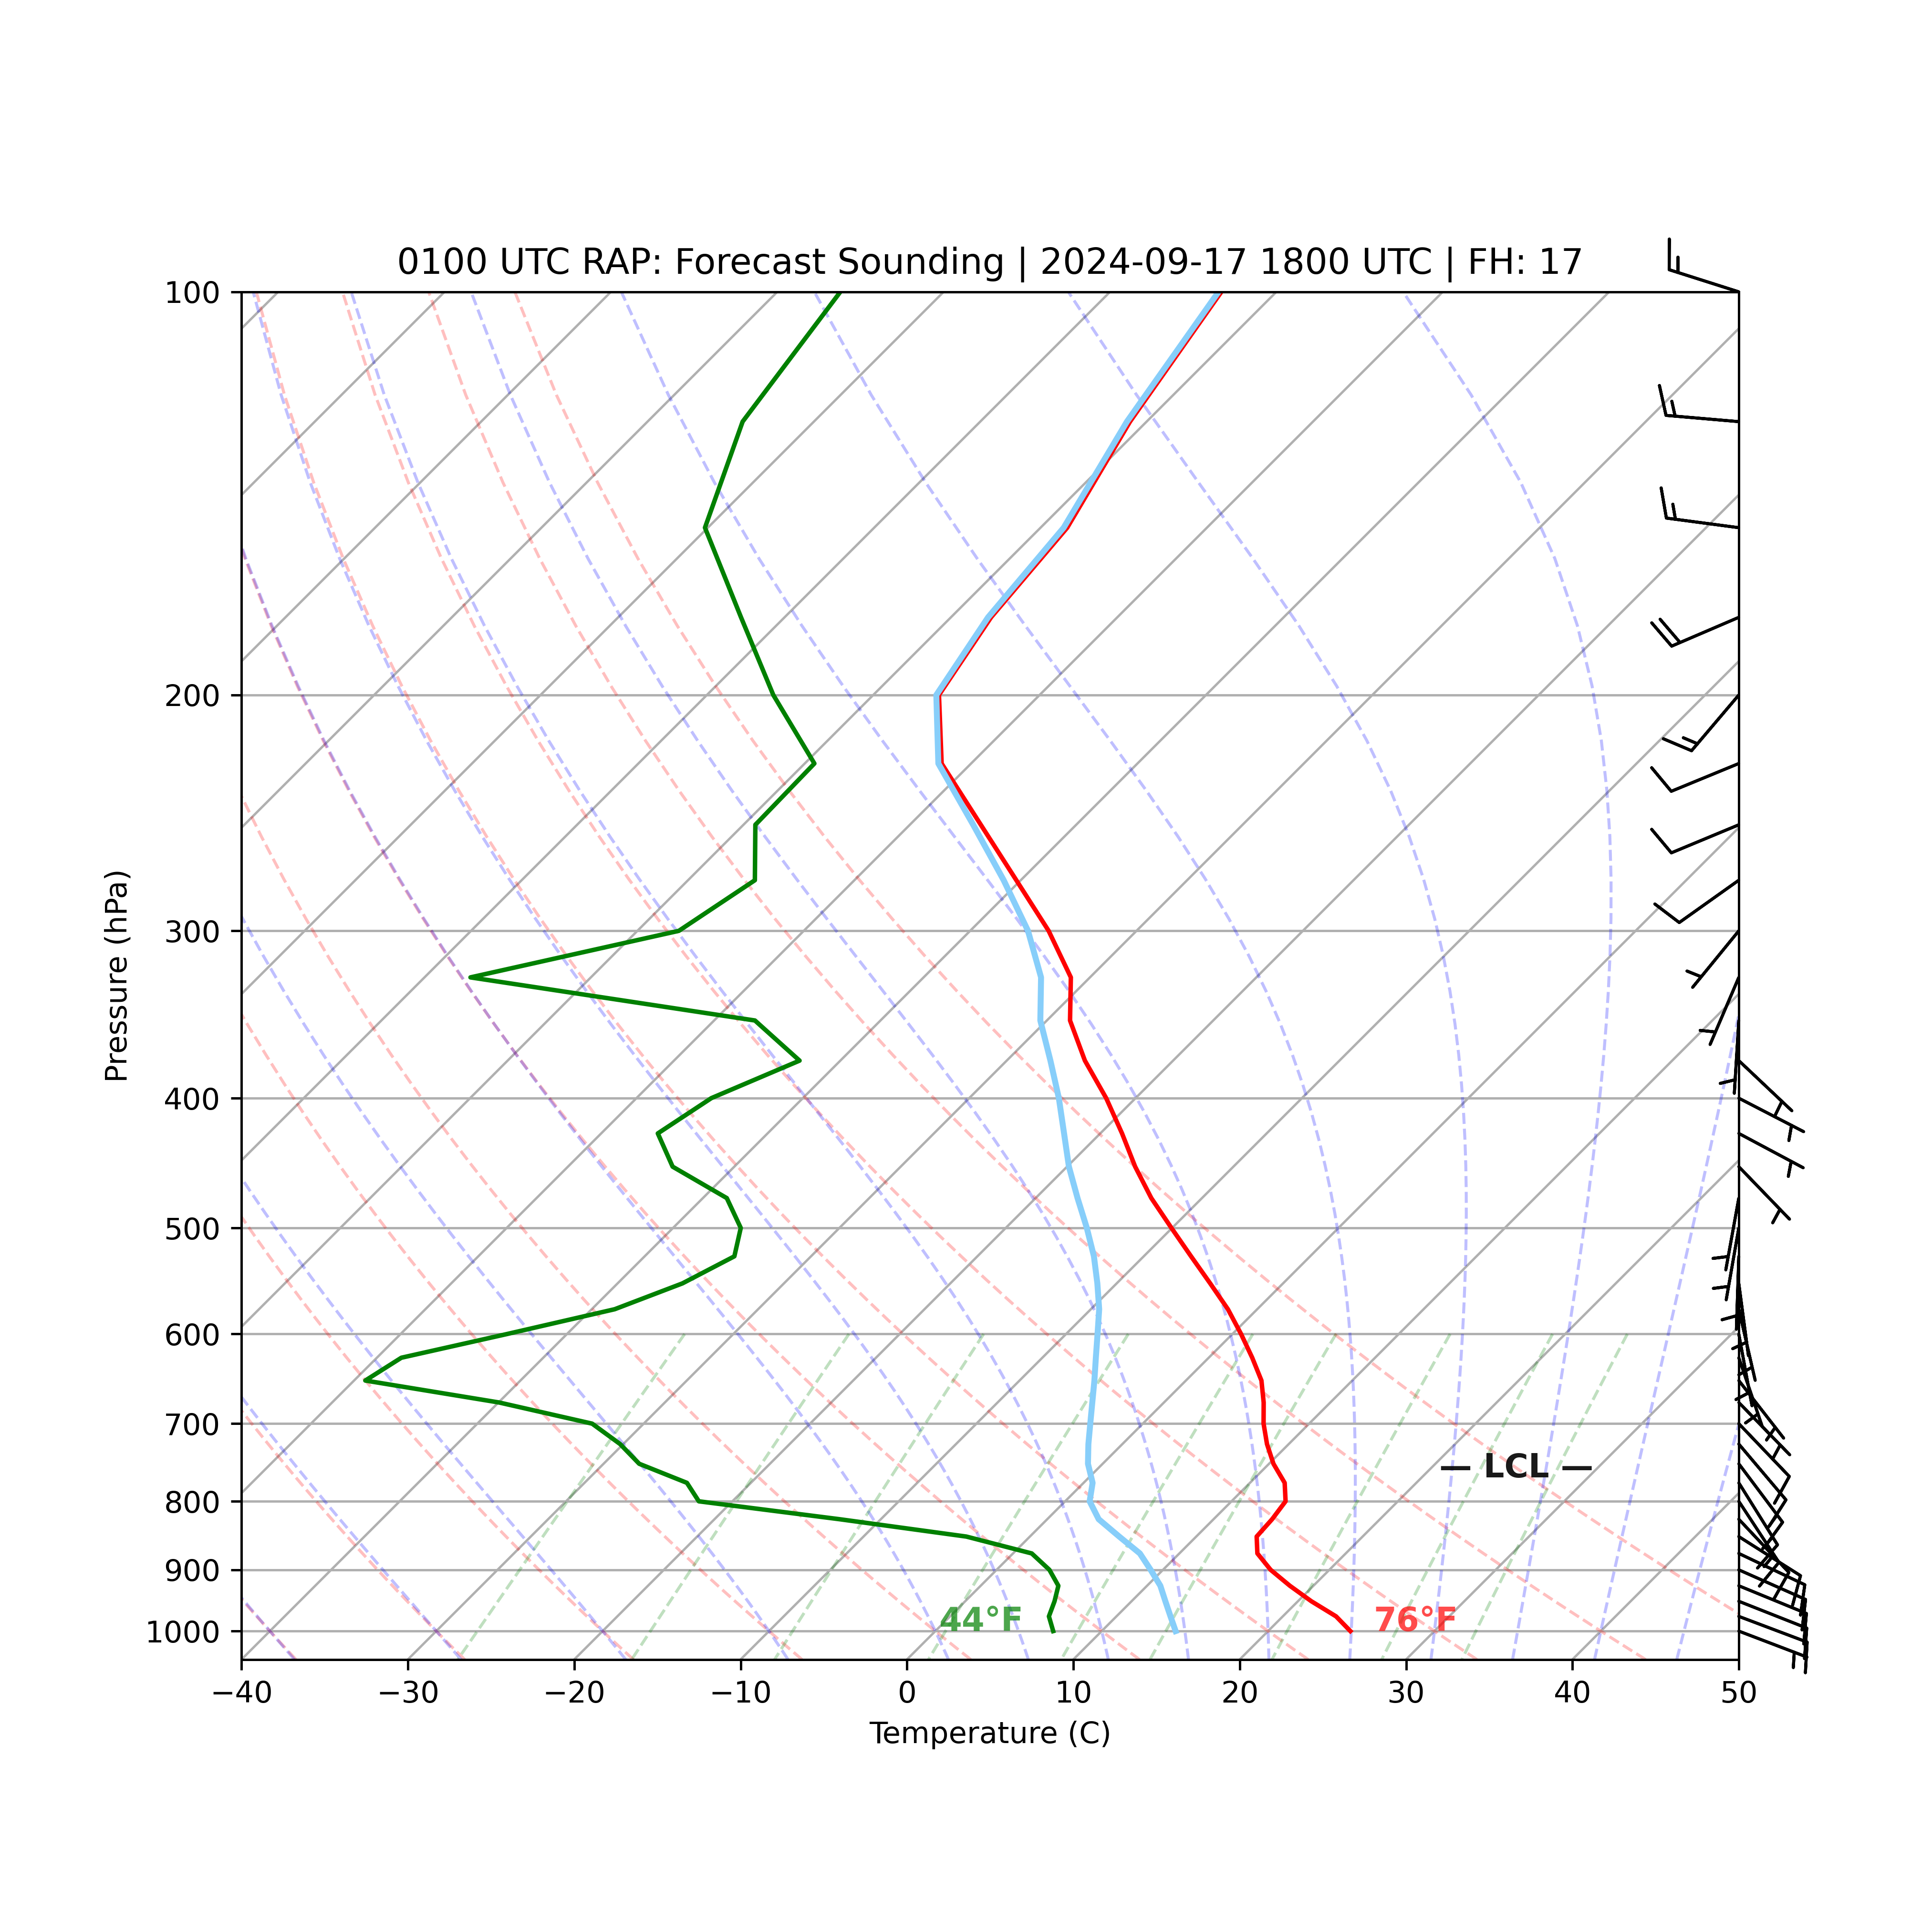 0100 UTC RAP: Forecast Sounding | 2024-09-17 1800 UTC | FH: 17
100
200
300
400
500
600
700
800
900
1000
Pressure (hPa)
— LCL —
44°F
76°F
−40 −30 −20 −10 0 10 20 30 40 50
Temperature (C)